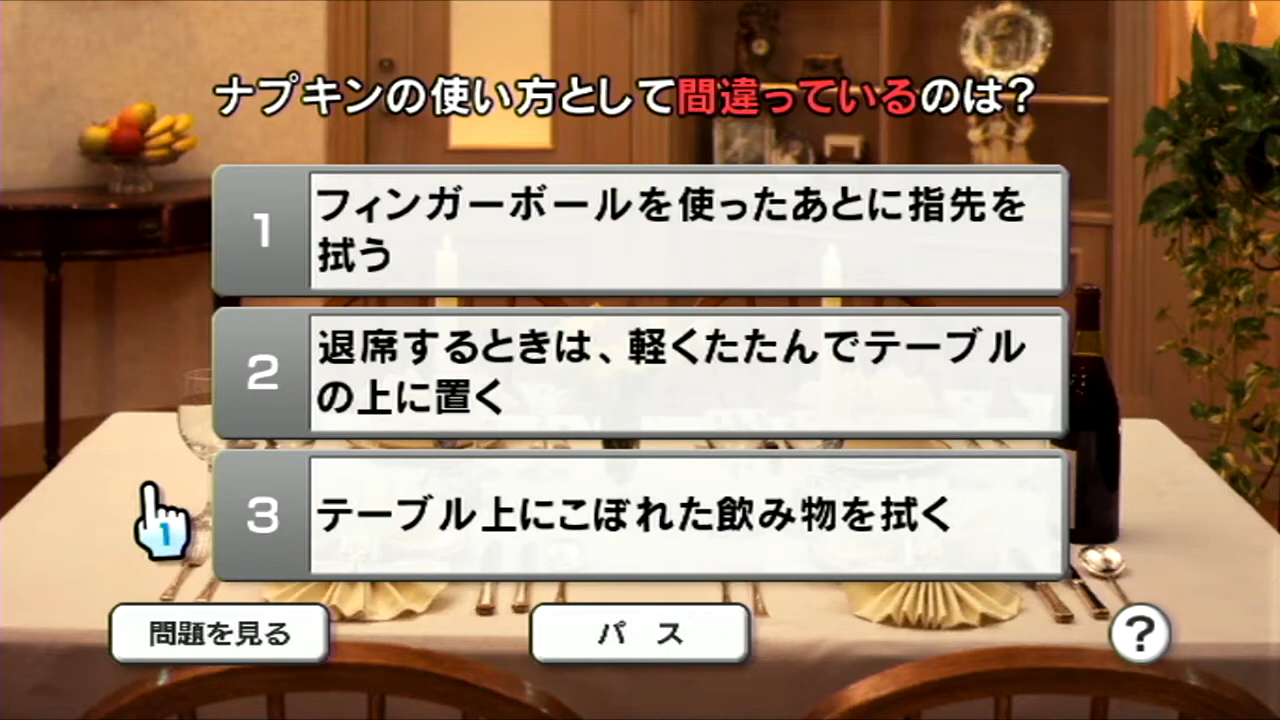 ナプキンの使い方として間違っているのは?
1
フィンガーボールを使ったあとに指先を
拭う
2
退席するときは、軽くたたんでテーブル
の上に置く
3
テーブル上にこぼれた飲み物を拭く
1
問題を見る
パ ス
?